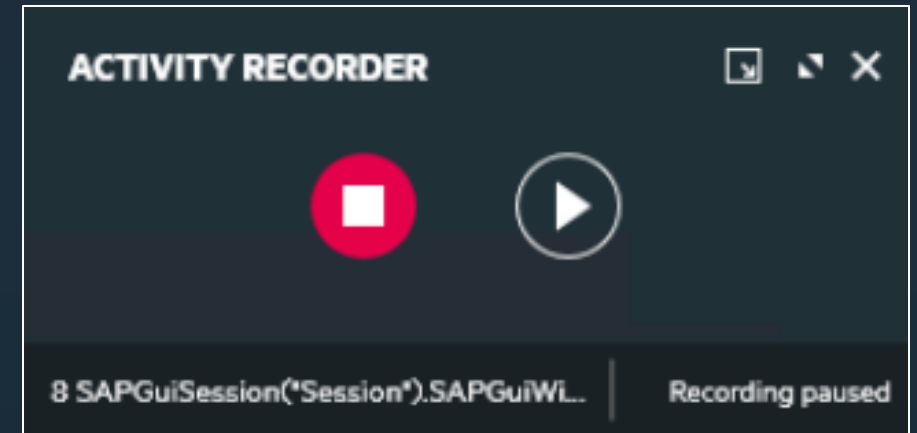 ACTIVITY RECORDER
8 SAPGuiSession("Session").SAPGuiWi...
Recording paused